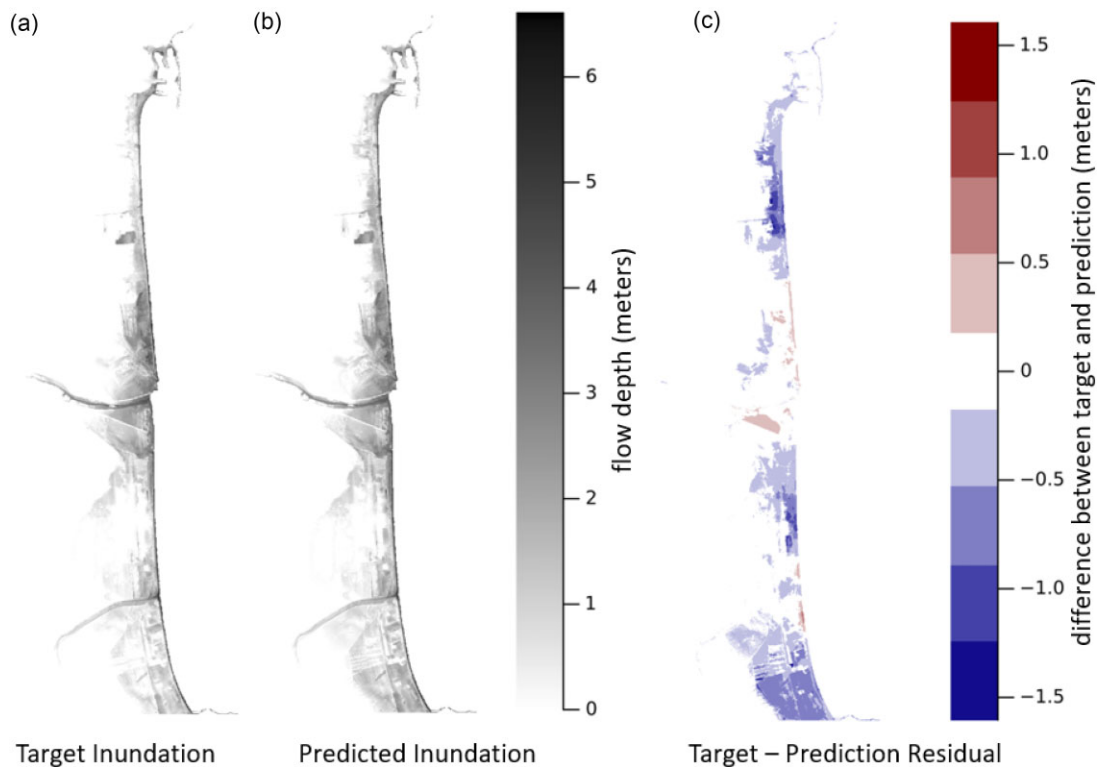 (a)
(b)
(c)
6
5
4
3
2
1
0
flow depth (meters)
1.5
1.0
0.5
0
−0.5
−1.0
−1.5
difference between target and prediction (meters)
Target Inundation
Predicted Inundation
Target – Prediction Residual